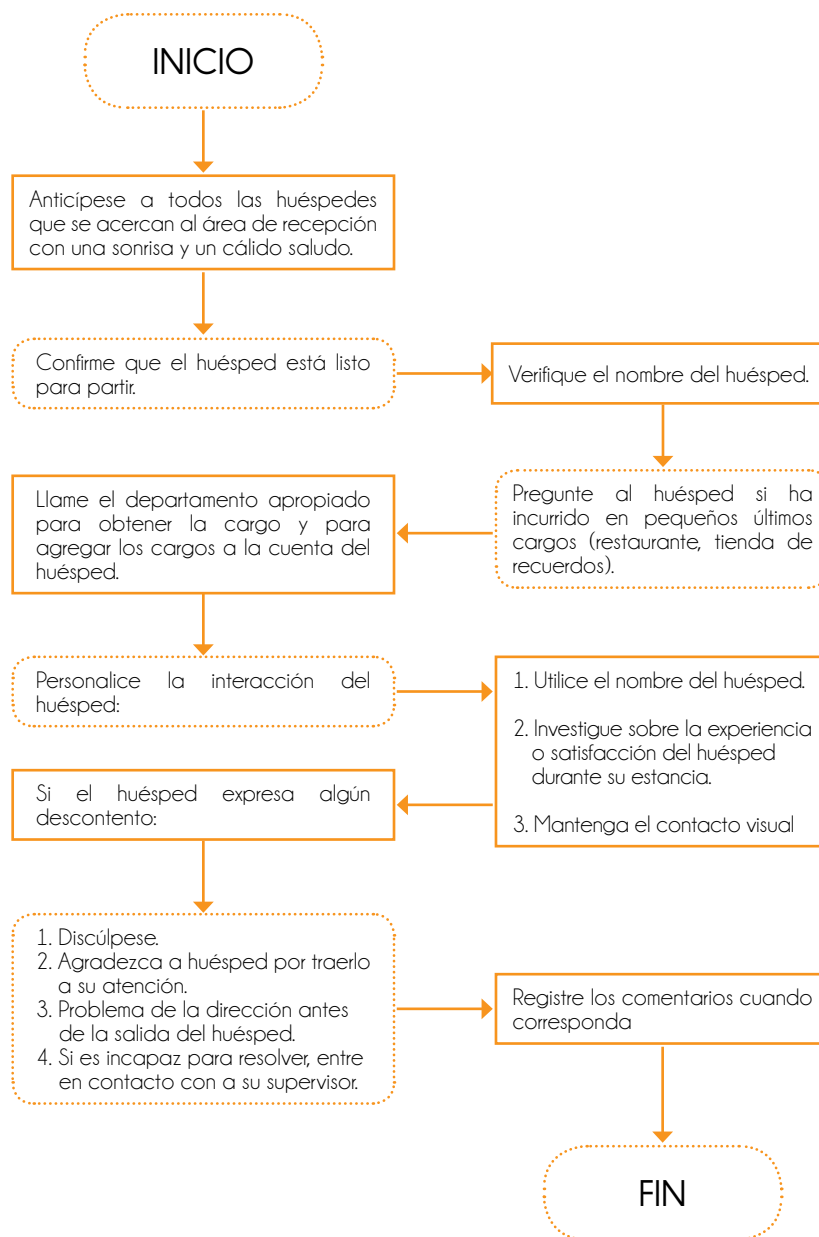 INICIO
Anticípese a todos las huéspedes
que se acercan al área de recepción
con una sonrisa y un cálido saludo.
Confirme que el huésped está listo
para partir.
Verifique el nombre del huésped.
Pregunte al huésped si ha
incurrido en pequeños últimos
cargos (restaurante, tienda de
recuerdos).
Llame el departamento apropiado
para obtener la cargo y para
agregar los cargos a la cuenta del
huésped.
Personalice la interacción del
huésped:
1. Utilice el nombre del huésped.
2. Investigue sobre la experiencia
o satisfacción del huésped
durante su estancia.
3. Mantenga el contacto visual
Si el huésped expresa algún
descontento:
1. Discúlpese.
2. Agradezca a huésped por traerlo
a su atención.
3. Problema de la dirección antes
de la salida del huésped.
4. Si es incapaz para resolver, entre
en contacto con a su supervisor.
Registre los comentarios cuando
corresponda
FIN